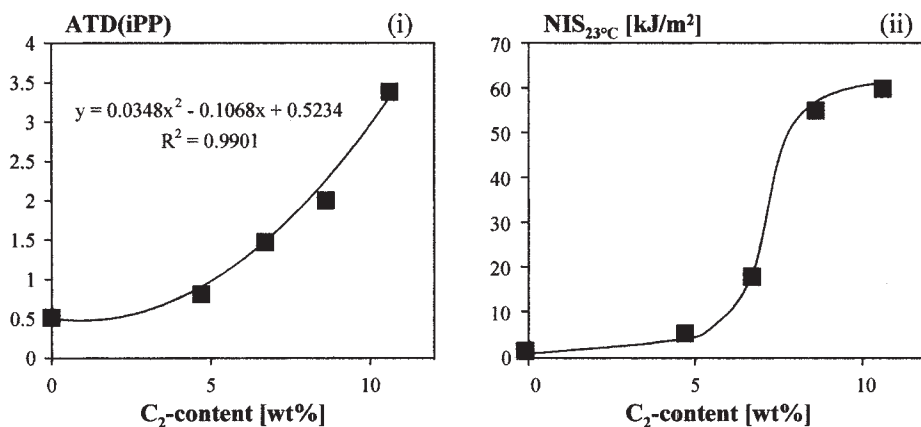 ATD(iPP)
(i)
4
3.5
3
2.5
2
1.5
1
0.5
0
y = 0.0348x² - 0.1068x + 0.5234
R² = 0.9901
0 5 10
C₂-content [wt%]
NIS₂₃°C [kJ/m²]
(ii)
70
60
50
40
30
20
10
0
0 5 10
C₂-content [wt%]